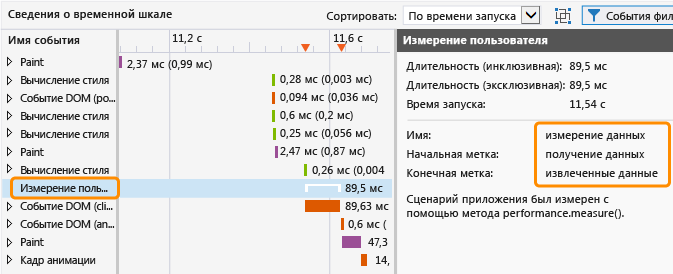 Сведения о временной шкале
Сортировать: По времени запуска События фил
Имя события 11,2 с 11,6 с
Paint 2,37 мс (0,99 мс)
Вычисление стиля 0,28 мс (0,003 мс)
Событие DOM (po... 0,094 мс (0,036 мс)
Вычисление стиля 0,6 мс (0,2 мс)
Вычисление стиля 0,25 мс (0,056 мс)
Paint 2,47 мс (0,87 мс)
Вычисление стиля 0,26 мс (0,004
Измерение поль... 89,5 мс
Событие DOM (cli... 89,63 мс
Событие DOM (an... 0,6 мс (
Paint 47,3
Кадр анимации 14,
Измерение пользователя
Длительность (инклюзивная): 89,5 мс
Длительность (эксклюзивная): 89,5 мс
Время запуска: 11,54 с
Имя: измерение данных
Начальная метка: получение данных
Конечная метка: извлеченные данные
Сценарий приложения был измерен с
помощью метода performance.measure().